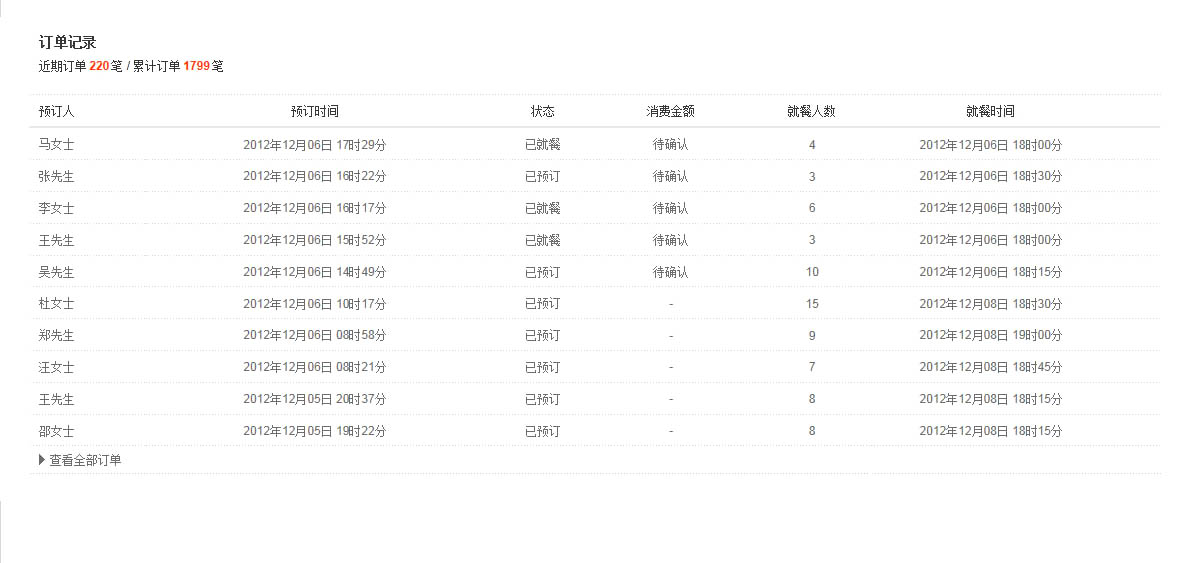 订单记录
近期订单 220笔 / 累计订单 1799笔
预订人 预订时间 状态 消费金额 就餐人数 就餐时间
马女士 2012年12月06日 17时29分 已就餐 待确认 4 2012年12月06日 18时00分
张先生 2012年12月06日 16时22分 已预订 待确认 3 2012年12月06日 18时30分
李女士 2012年12月06日 16时17分 已就餐 待确认 6 2012年12月06日 18时00分
王先生 2012年12月06日 15时52分 已就餐 待确认 3 2012年12月06日 18时00分
吴先生 2012年12月06日 14时49分 已预订 待确认 10 2012年12月06日 18时15分
杜女士 2012年12月06日 10时17分 已预订 - 15 2012年12月08日 18时30分
郑先生 2012年12月06日 08时58分 已预订 - 9 2012年12月08日 19时00分
汪女士 2012年12月06日 08时21分 已预订 - 7 2012年12月08日 18时45分
王先生 2012年12月05日 20时37分 已预订 - 8 2012年12月08日 18时15分
邵女士 2012年12月05日 19时22分 已预订 - 8 2012年12月08日 18时15分
查看全部订单